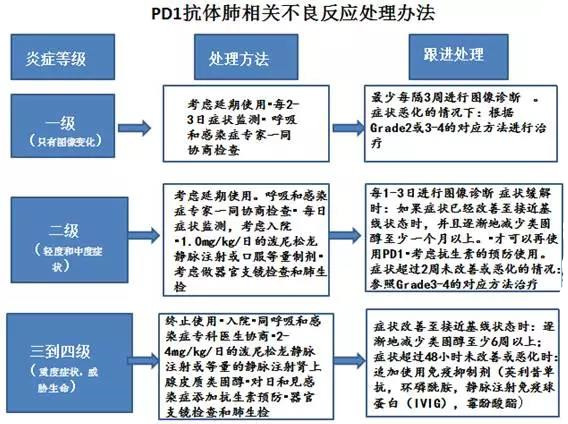 PD1抗体肺相关不良反应处理办法
炎症等级
处理方法
跟进处理
一级
（只有图像变化）
考虑延期使用·每2-
3日症状监测· 呼吸
和感染症专家一同
协商检查
最少每隔3周进行图像诊断 。
症状恶化的情况下：根据
Grade2或3-4的对应方法进行治
疗
二级
（轻度和中度症
状）
考虑延期使用。呼吸和感染
症专家一同协商检查·每日
症状监测，考虑入院
·1.0mg/kg/日的泼尼松龙
静脉注射或口服等量制剂·
考虑做器官支镜检查和肺生
检
每1-3日进行图像诊断 症状缓解
时：如果症状已经改善至接近基
线状态时，并且逐渐地减少类固
醇至少一个月以上。·才可以再使
用PD1·考虑抗生素的预防使用。
症状超过2周未改善或恶化的情况：
参照Grade3-4的对应方法治疗
三到四级
（重度症状，威
胁生命）
终止使用·入院·同呼吸和感
染症专科医生协商·2-
4mg/kg/日的泼尼松龙静脉
注射或等量的静脉注射肾上
腺皮质类固醇·对日和见感
染症添加抗生素预防·器官
支镜检查和肺生检
症状改善至接近基线状态时：逐
渐地减少类固醇至少6周以上；
症状超过48小时未改善或恶化时：
追加使用免疫抑制剂（英利昔单
抗，环磷酰胺，静脉注射免疫球
蛋白（IVIG），霉酚酸酯）